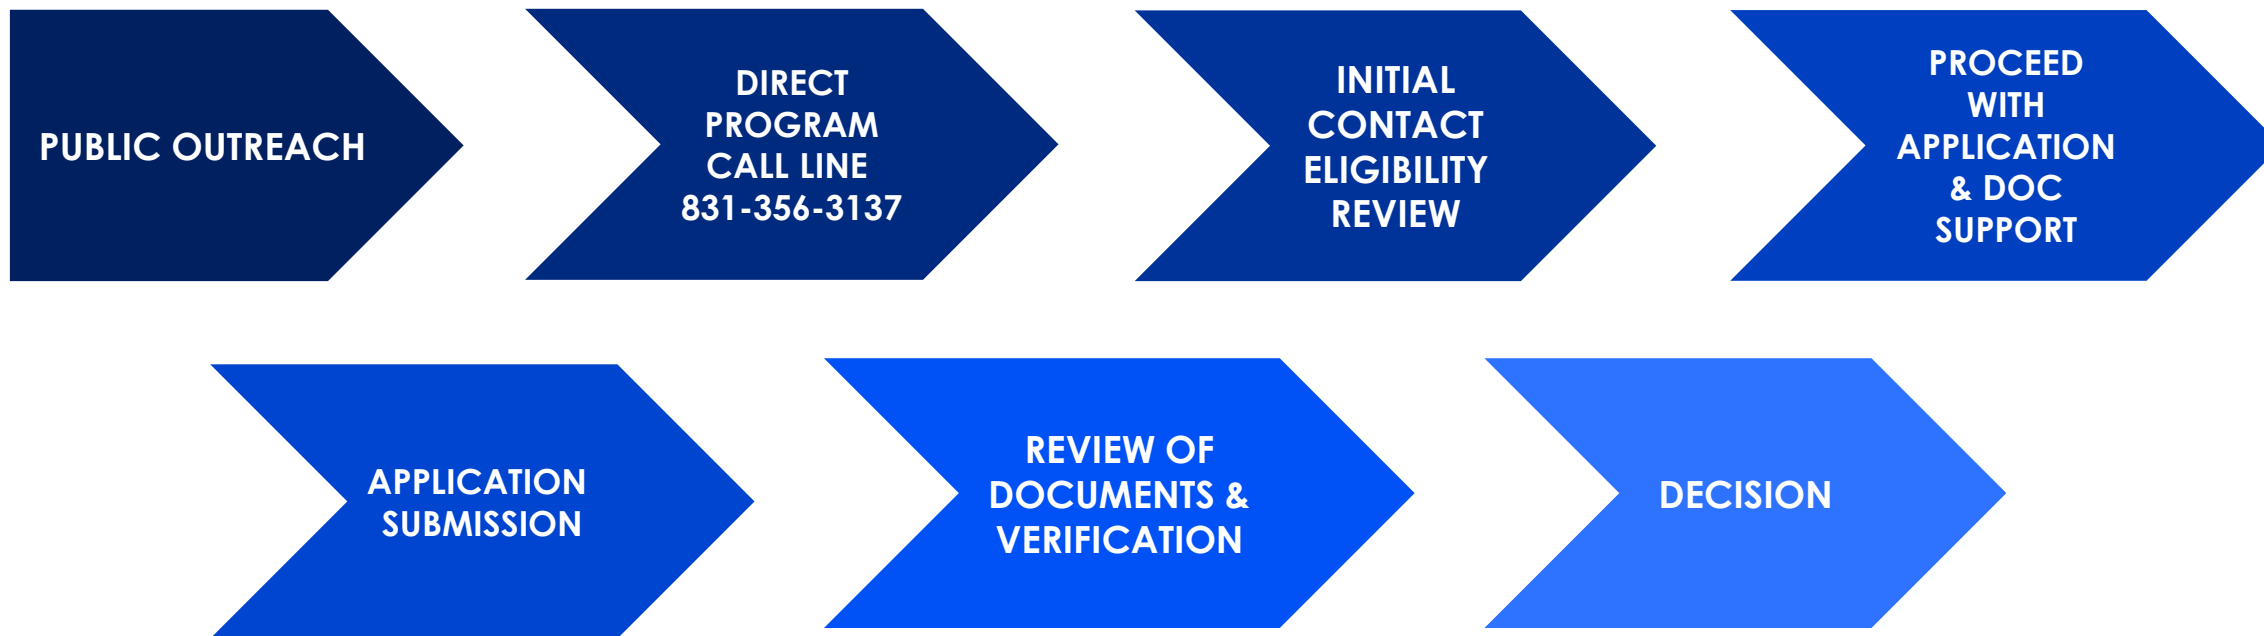 PUBLIC OUTREACH
DIRECT
PROGRAM
CALL LINE
831-356-3137
INITIAL
CONTACT
ELIGIBILITY
REVIEW
PROCEED
WITH
APPLICATION
& DOC
SUPPORT
APPLICATION
SUBMISSION
REVIEW OF
DOCUMENTS &
VERIFICATION
DECISION